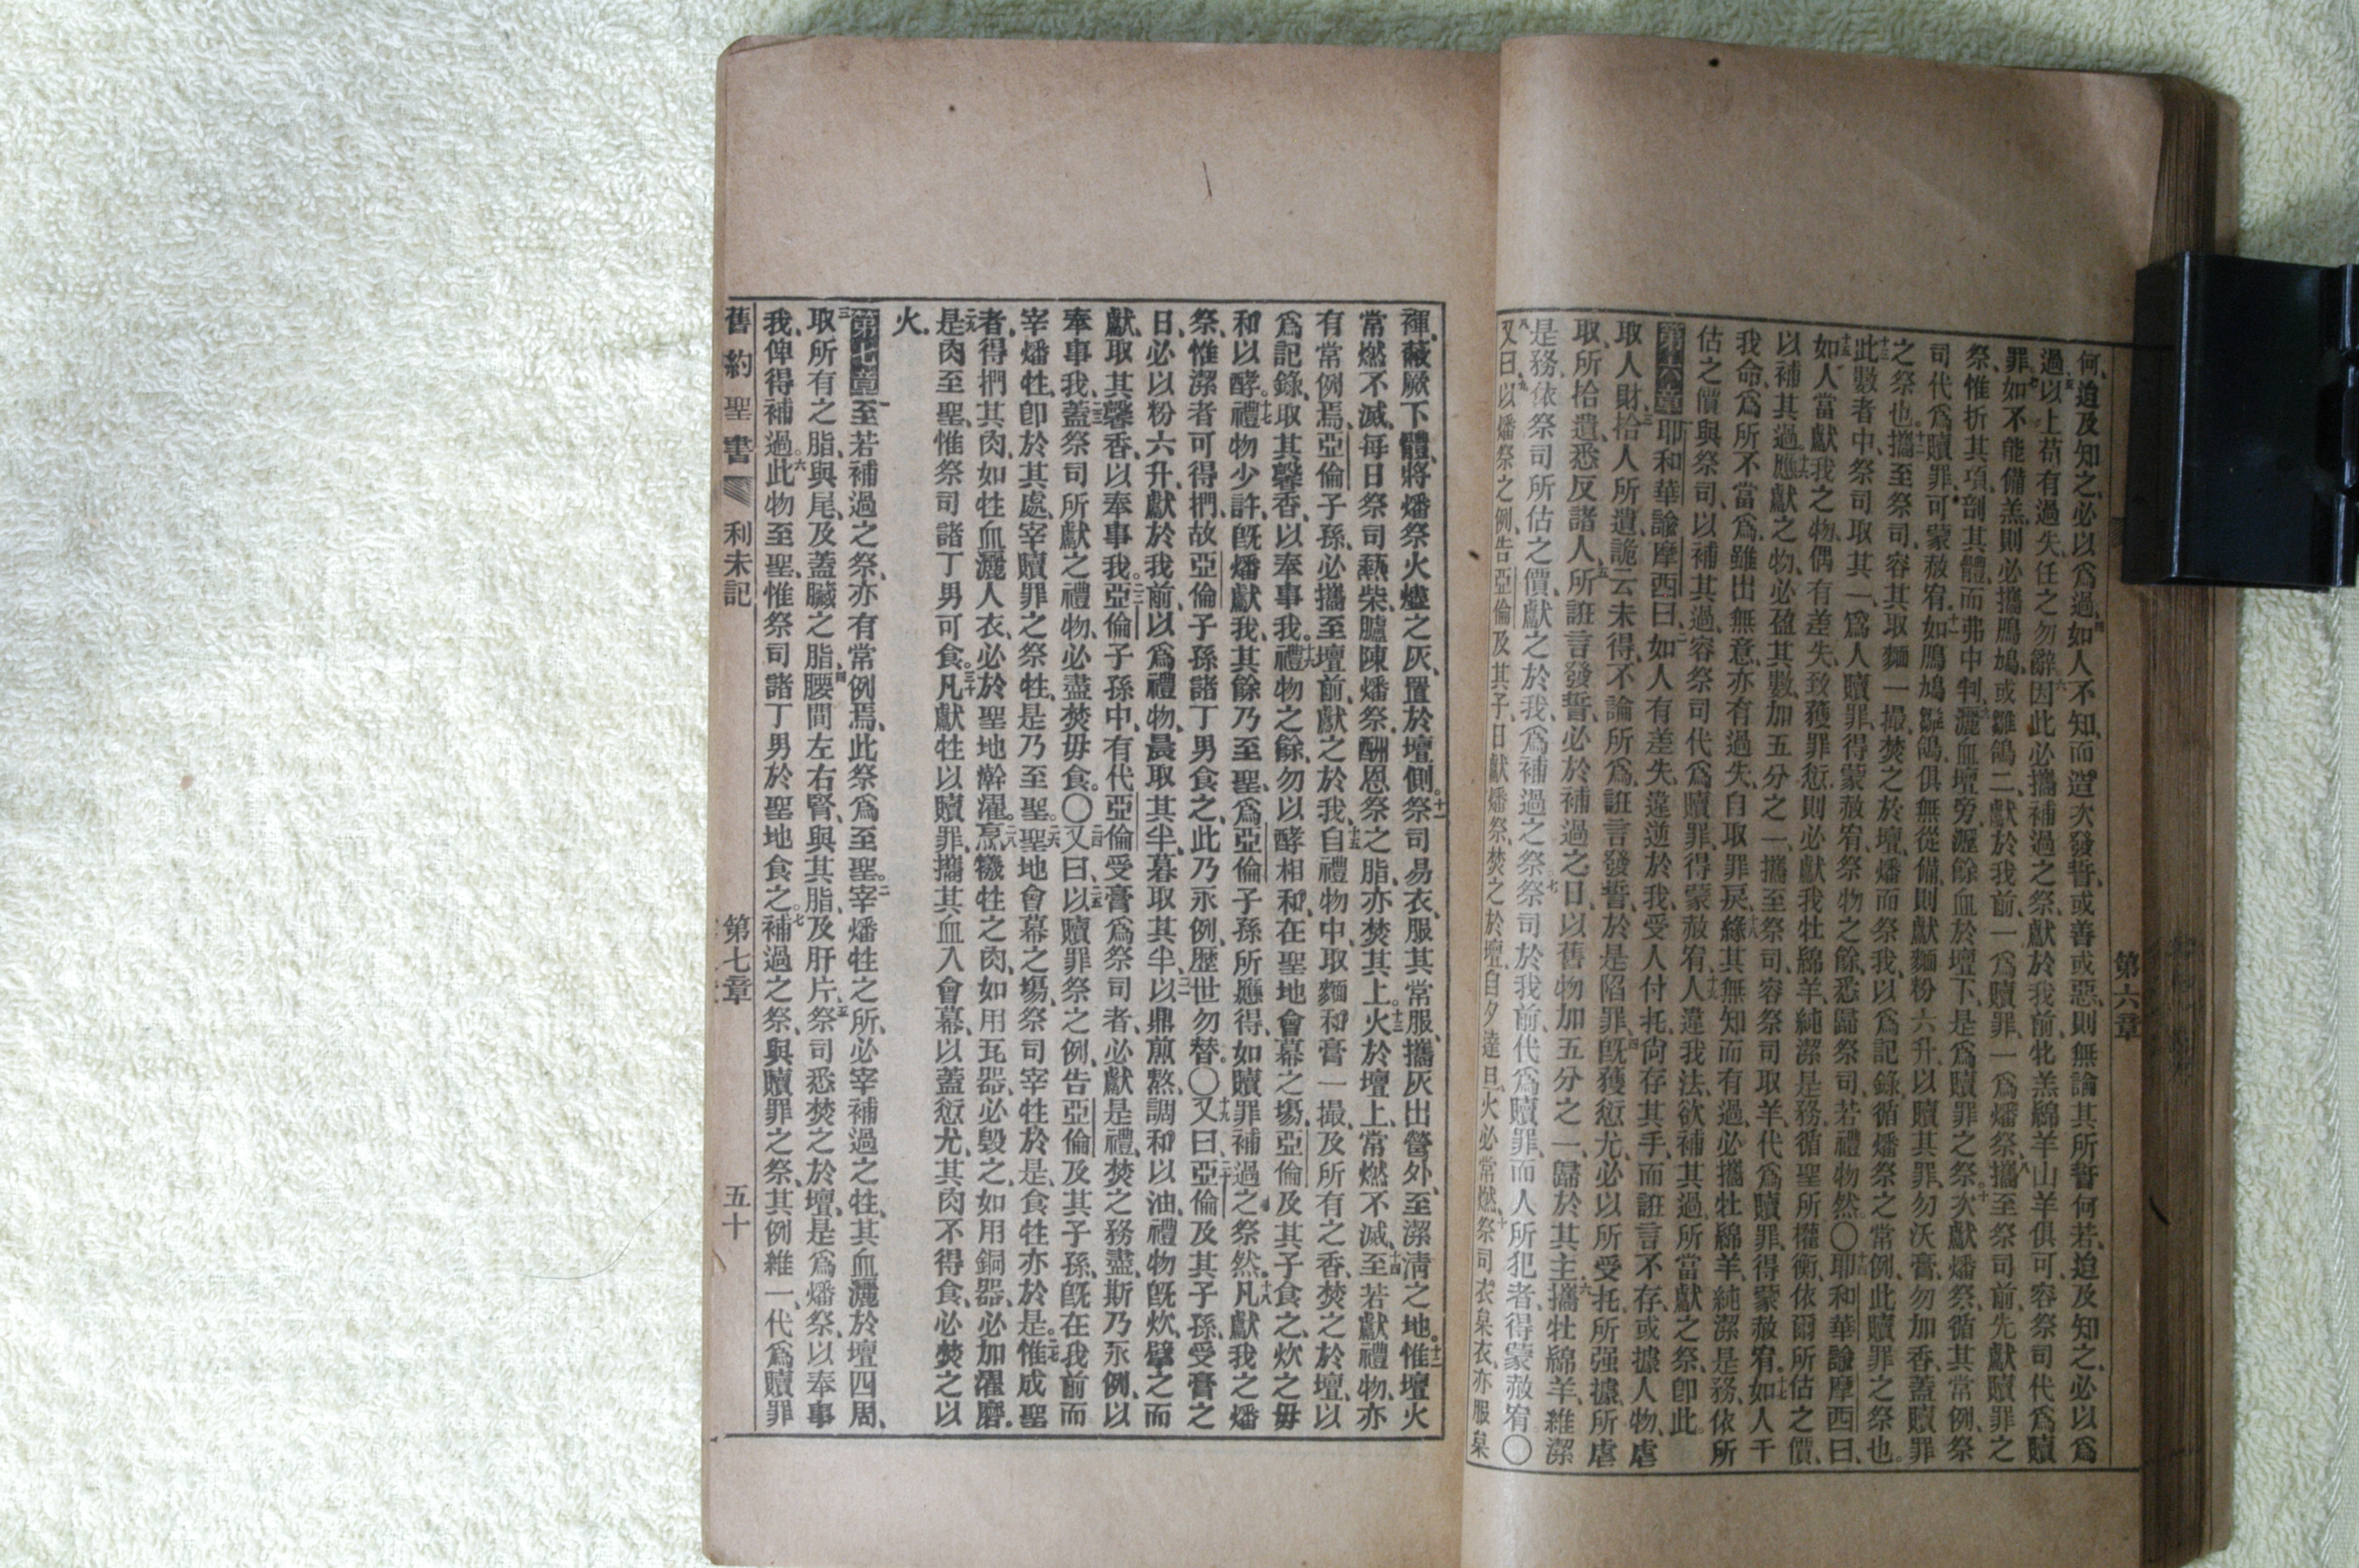 第六章
何、迨及知之、必以爲過、如人不知、而造次發誓、或善或惡、則無論其所誓何若、迨及知之、必以爲
過、以上苟有過失、任之勿辭、因此必攜補過之祭、獻於我前、牝羔綿羊山羊俱可、容祭司代爲贖
罪、如不能備羔、則必攜鳲鳩、或雛鴿二、獻於我前、一爲贖罪、一爲燔祭、攜至祭司前、先獻贖罪之
祭、惟折其項、剖其體而弗中判、灑血壇旁、瀝餘血於壇下、是爲贖罪之祭、次獻燔祭、循其常例、祭
司代爲贖罪、可蒙赦宥、如鳲鳩雛鴿、俱無從備、則獻麵粉六升、以贖其罪、勿沃膏、勿加香、蓋贖罪
之祭也。攜至祭司、容其取麵一撮、焚之於壇、燔而祭我、以爲記錄、循燔祭之常例、此贖罪之祭也。
此數者中、祭司取其一、爲人贖罪、得蒙赦宥、祭物之餘、悉歸祭司、若禮物然。〇耶和華諭摩西曰、
如人當獻我之物、偶有差失、致獲罪愆、則必獻我牡綿羊、純潔是務、循聖所權衡、依爾所估之價、
以補其過。應獻之物、必盈其數、加五分之一、攜至祭司、容祭司取羊、代爲贖罪、得蒙赦宥。如人干
我命、爲所不當爲、雖出無意、亦有過失、自取罪戾、緣其無知而有過、必攜牡綿羊、純潔是務、依所
估之價、與祭司、以補其過、容祭司代爲贖罪、得蒙赦宥、人違我法、欲補其過、所當獻之祭、卽此。
第六章耶和華諭摩西曰、如人有差失、違逆於我、受人付托、尙存其手、而誑言不存、或據人物、虐
取人財、拾人所遺、詭云未得、不論所爲、誑言發誓、於是陷罪、旣獲愆尤、必以所受托、所强據、所虐
取、所拾遺、悉反諸人、所誑言發誓、必於補過之日、以舊物加五分之一、歸於其主、攜牡綿羊、維潔
是務、依祭司所估之價、獻之於我、爲補過之祭、祭司於我前、代爲贖罪、而人所犯者、得蒙赦宥、〇
又曰、以燔祭之例、告亞倫及其子曰、獻燔祭、焚之於壇、自夕達旦、火必常燃、祭司衣枲衣、亦服枲
褌、蔽厥下體、將燔祭火燼之灰、置於壇側。祭司易衣、服其常服、攜灰出營外、至潔淸之地。惟壇火
常燃不滅、每日祭司爇柴臚陳燔祭、酬恩祭之脂、亦焚其上。火於壇上、常燃不滅、至若獻禮物、亦
有常例焉、亞倫子孫、必攜至壇前、獻之於我、自禮物中、取麵和膏一撮、及所有之香、焚之於壇、以
爲記錄、取其馨香、以奉事我。禮物之餘、勿以酵相和、在聖地會幕之塲、亞倫及其子食之、炊之毋
和以酵。禮物少許、旣燔獻我、其餘乃至聖、爲亞倫子孫所應得、如贖罪補過之祭然、凡獻我之燔
祭、惟潔者可得捫、故亞倫子孫諸丁男食之、此乃永例、歷世勿替。〇又曰、亞倫及其子孫、受膏之
日、必以粉六升、獻於我前、以爲禮物、晨取其半、暮取其半、以鼎煎熬、調和以油、禮物旣炊、擘之而
獻、取其馨香、以奉事我。亞倫子孫中、有代亞倫受膏爲祭司者、必獻是禮、焚之務盡、斯乃永例、以
奉事我、蓋祭司所獻之禮物、必盡焚毋食。〇又曰、以贖罪祭之例、告亞倫及其子孫、旣在我前而
宰燔牲、卽於其處、宰贖罪之祭牲、是乃至聖。聖地會幕之塲、祭司宰牲於是、食牲亦於是。惟成聖
者、得捫其肉、如牲血灑人衣、必於聖地澣濯。烹犧牲之肉、如用瓦器、必毀之、如用銅器、必加濯磨。
是肉至聖、惟祭司諸丁男可食。凡獻牲以贖罪、攜其血入會幕、以蓋愆尤、其肉不得食、必焚之以
火、
第七章至若補過之祭、亦有常例焉、此祭爲至聖。宰燔牲之所、必宰補過之牲、其血灑於壇四周、
取所有之脂與尾、及蓋臟之脂、腰間左右腎、與其脂、及肝片、祭司悉焚之於壇、是爲燔祭、以奉事
我、俾得補過。此物至聖、惟祭司諸丁男於聖地食之。補過之祭、與贖罪之祭、其例維一、代爲贖罪
舊約聖書 利未記 第七章 五十